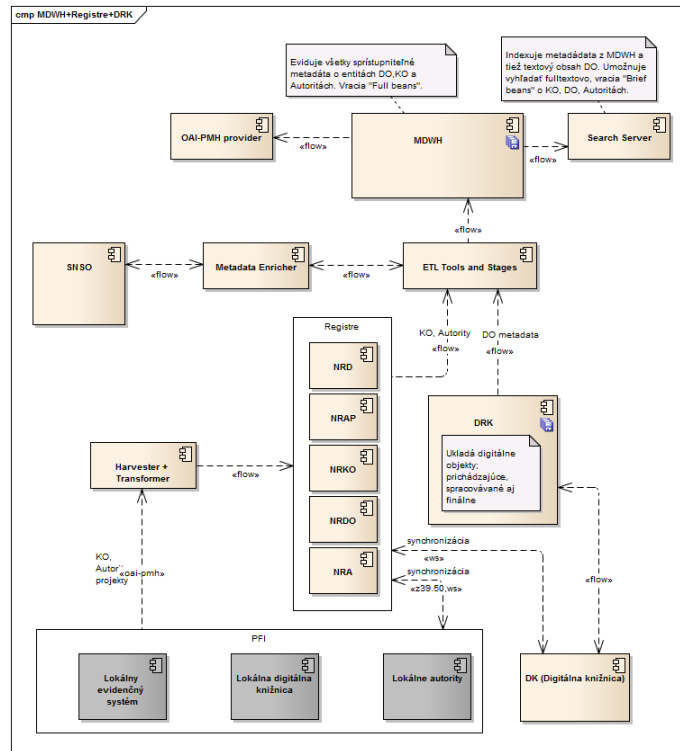 cmp MDWH+Registre+DRK
Eviduje všetky sprístupniteľné
metadáta o entitách DO,KO a
Autoritách. Vracia "Full beans".
Indexuje metadádata z MDWH a
tiež textový obsah DO. Umožnuje
vyhľadať fulltextovo, vracia "Brief
beans" o KO, DO, Autoritách.
OAI-PMH provider
«flow»
MDWH
«flow»
Search Server
«flow»
SNSO
«flow»
Metadata Enricher
«flow»
ETL Tools and Stages
KO, Autority
«flow»
DO metadata
«flow»
Registre
NRD
NRAP
NRKO
NRDO
NRA
DRK
Ukladá digitálne
objekty;
prichádzajúce,
spracovávané aj
finálne
Harvester +
Transformer
«flow»
KO,
Autori
«oai-pmh»
projekty
synchronizácia
«ws»
synchronizácia
«z39.50,ws»
«flow»
PFI
Lokálny
evidenčný
systém
Lokálna digitálna
knižnica
Lokálne autority
DK (Digitálna knižnica)